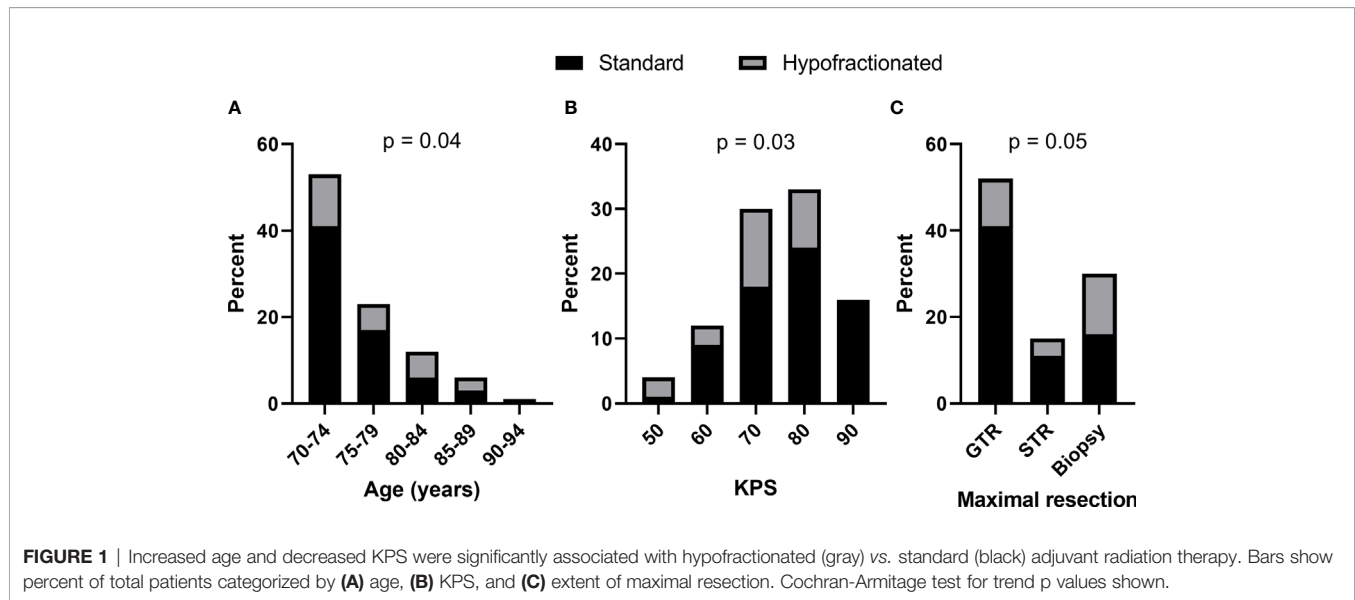 Standard Hypofractionated
A B C
p = 0.04 p = 0.03 p = 0.05
60
40
20
0
Percent
70-74 75-79 80-84 85-89 90-94
Age (years)
40
30
20
10
0
Percent
50 60 70 80 90
KPS
60
40
20
0
Percent
GTR STR Biopsy
Maximal resection
FIGURE 1 | Increased age and decreased KPS were significantly associated with hypofractionated (gray) vs. standard (black) adjuvant radiation therapy. Bars show
percent of total patients categorized by (A) age, (B) KPS, and (C) extent of maximal resection. Cochran-Armitage test for trend p values shown.